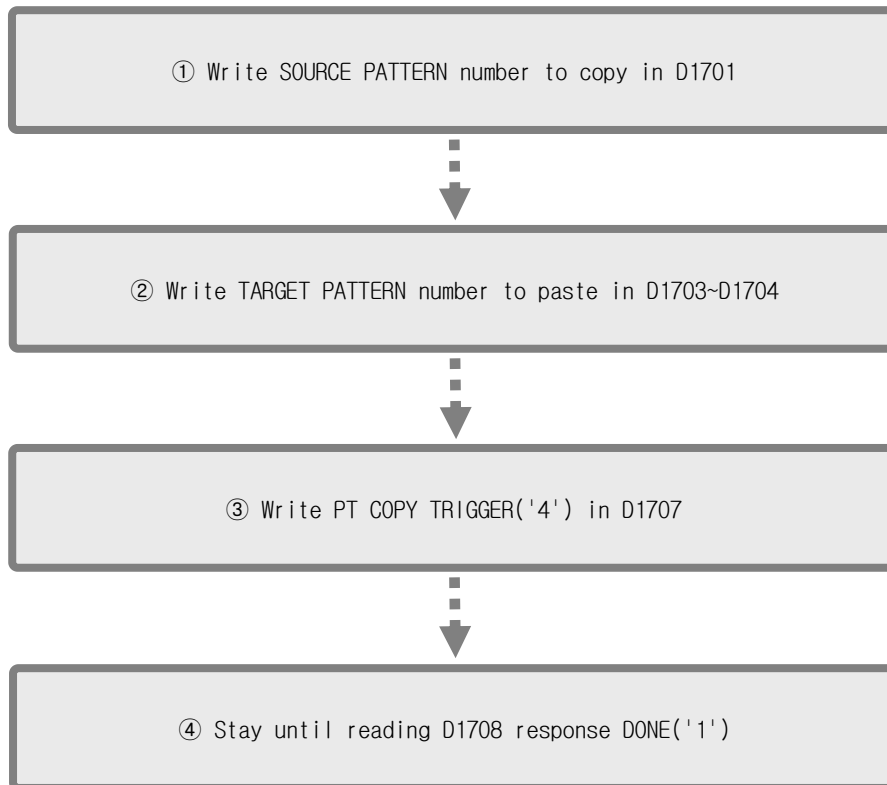 ① Write SOURCE PATTERN number to copy in D1701
② Write TARGET PATTERN number to paste in D1703~D1704
③ Write PT COPY TRIGGER('4') in D1707
④ Stay until reading D1708 response DONE('1')